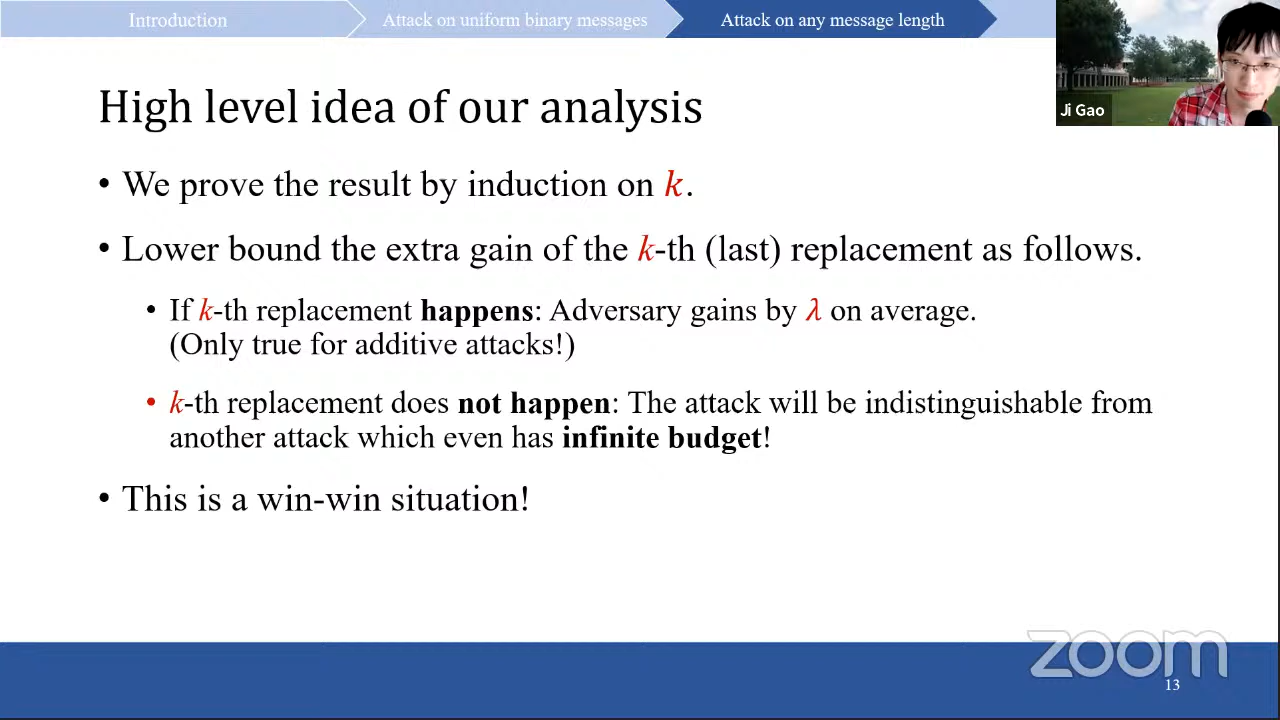 Introduction
Attack on uniform binary messages
Attack on any message length
Ji Gao
High level idea of our analysis
• We prove the result by induction on k.
• Lower bound the extra gain of the k-th (last) replacement as follows.
• If k-th replacement happens: Adversary gains by λ on average.
(Only true for additive attacks!)
• k-th replacement does not happen: The attack will be indistinguishable from
another attack which even has infinite budget!
• This is a win-win situation!
zoom
13